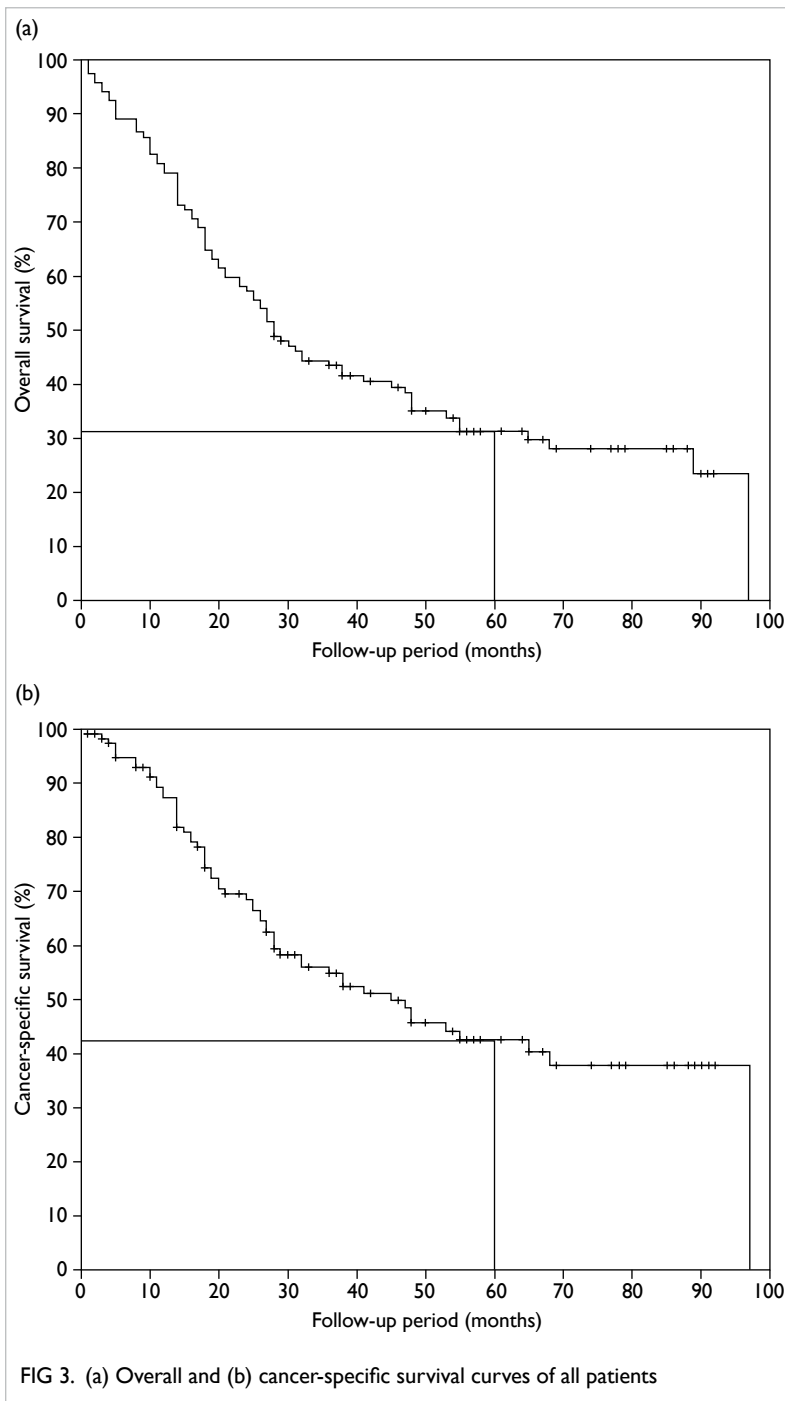 (a)
100
90
80
70
60
50
40
30
20
10
0
Overall survival (%)
0 10 20 30 40 50 60 70 80 90 100
Follow-up period (months)
(b)
100
90
80
70
60
50
40
30
20
10
0
Cancer-specific survival (%)
0 10 20 30 40 50 60 70 80 90 100
Follow-up period (months)
FIG 3. (a) Overall and (b) cancer-specific survival curves of all patients